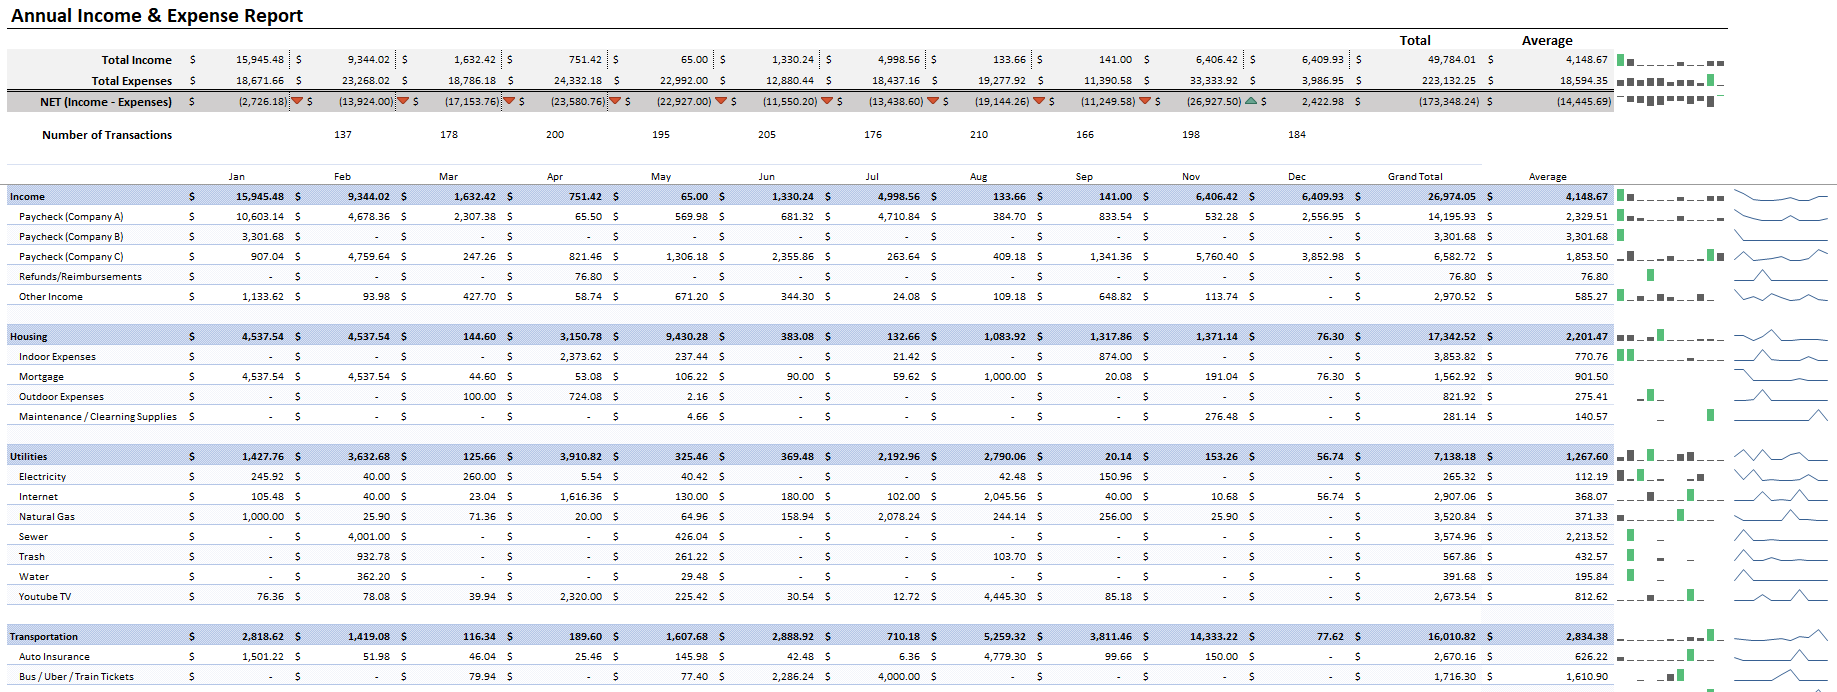 Annual Income & Expense Report
Total Average
Total Income $ 15,945.48 $ 9,344.02 $ 1,632.42 $ 751.42 $ 65.00 $ 1,330.24 $ 4,998.56 $ 133.66 $ 141.00 $ 6,406.42 $ 6,409.93 $ 49,784.01 $ 4,148.67
Total Expenses $ 18,671.66 $ 23,268.02 $ 18,786.18 $ 24,332.18 $ 22,992.00 $ 12,880.44 $ 18,437.16 $ 19,277.92 $ 11,390.58 $ 33,333.92 $ 3,986.95 $ 223,132.25 $ 18,594.35
NET (Income - Expenses) $ (2,726.18) $ (13,924.00) $ (17,153.76) $ (23,580.76) $ (22,927.00) $ (11,550.20) $ (13,438.60) $ (19,144.26) $ (11,249.58) $ (26,927.50) $ 2,422.98 $ (173,348.24) $ (14,445.69)
Number of Transactions 137 178 200 195 205 176 210 166 198 184
Jan Feb Mar Apr May Jun Jul Aug Sep Nov Dec Grand Total Average
Income $ 15,945.48 $ 9,344.02 $ 1,632.42 $ 751.42 $ 65.00 $ 1,330.24 $ 4,998.56 $ 133.66 $ 141.00 $ 6,406.42 $ 6,409.93 $ 26,974.05 $ 4,148.67
Paycheck (Company A) $ 10,603.14 $ 4,678.36 $ 2,307.38 $ 65.50 $ 569.98 $ 681.32 $ 4,710.84 $ 384.70 $ 833.54 $ 532.28 $ 2,556.95 $ 14,195.93 $ 2,329.51
Paycheck (Company B) $ 3,301.68 $ - $ - $ - $ - $ - $ - $ - $ - $ - $ - $ 3,301.68 $ 3,301.68
Paycheck (Company C) $ 907.04 $ 4,759.64 $ 247.26 $ 821.46 $ 1,306.18 $ 2,355.86 $ 263.64 $ 409.18 $ 1,341.36 $ 5,760.40 $ 3,852.98 $ 6,582.72 $ 1,853.50
Refunds/Reimbursements $ - $ - $ - $ 76.80 $ - $ - $ - $ - $ - $ - $ - $ 76.80 $ 76.80
Other Income $ 1,133.62 $ 93.98 $ 427.70 $ 58.74 $ 671.20 $ 344.30 $ 24.08 $ 109.18 $ 648.82 $ 113.74 $ - $ 2,970.52 $ 585.27
Housing $ 4,537.54 $ 4,537.54 $ 144.60 $ 3,150.78 $ 9,430.28 $ 383.08 $ 132.66 $ 1,083.92 $ 1,317.86 $ 1,371.14 $ 76.30 $ 17,342.52 $ 2,201.47
Indoor Expenses $ - $ - $ - $ 2,373.62 $ 237.44 $ - $ 21.42 $ - $ 874.00 $ - $ - $ 3,853.82 $ 770.76
Mortgage $ 4,537.54 $ 4,537.54 $ 44.60 $ 53.08 $ 106.22 $ 90.00 $ 59.62 $ 1,000.00 $ 20.08 $ 191.04 $ 76.30 $ 1,562.92 $ 901.50
Outdoor Expenses $ - $ - $ 100.00 $ 724.08 $ 2.16 $ - $ - $ - $ - $ - $ - $ 821.92 $ 275.41
Maintenance / Clearning Supplies $ - $ - $ - $ - $ 4.66 $ - $ - $ - $ - $ 276.48 $ - $ 281.14 $ 140.57
Utilities $ 1,427.76 $ 3,632.68 $ 125.66 $ 3,910.82 $ 325.46 $ 369.48 $ 2,192.96 $ 2,790.06 $ 20.14 $ 153.26 $ 56.74 $ 7,138.18 $ 1,267.60
Electricity $ 245.92 $ 40.00 $ 260.00 $ 5.54 $ 40.42 $ - $ - $ 42.48 $ 150.96 $ - $ - $ 265.32 $ 112.19
Internet $ 105.48 $ 40.00 $ 23.04 $ 1,616.36 $ 130.00 $ 180.00 $ 102.00 $ 2,045.56 $ 40.00 $ 10.68 $ 56.74 $ 2,907.06 $ 368.07
Natural Gas $ 1,000.00 $ 25.90 $ 71.36 $ 20.00 $ 64.96 $ 158.94 $ 2,078.24 $ 244.14 $ 256.00 $ 25.90 $ - $ 3,520.84 $ 371.33
Sewer $ - $ 4,001.00 $ - $ - $ 426.04 $ - $ - $ - $ - $ - $ - $ 3,574.96 $ 2,213.52
Trash $ - $ 932.78 $ - $ - $ 261.22 $ - $ - $ 103.70 $ - $ - $ - $ 567.86 $ 432.57
Water $ - $ 362.20 $ - $ - $ 29.48 $ - $ - $ - $ - $ - $ - $ 391.68 $ 195.84
Youtube TV $ 76.36 $ 78.08 $ 39.94 $ 2,320.00 $ 225.42 $ 30.54 $ 12.72 $ 4,445.30 $ 85.18 $ - $ - $ 2,673.54 $ 812.62
Transportation $ 2,818.62 $ 1,419.08 $ 116.34 $ 189.60 $ 1,607.68 $ 2,888.92 $ 710.18 $ 5,259.32 $ 3,811.46 $ 14,333.22 $ 77.62 $ 16,010.82 $ 2,834.38
Auto Insurance $ 1,501.22 $ 51.98 $ 46.04 $ 25.46 $ 145.98 $ 42.48 $ 6.36 $ 4,779.30 $ 99.66 $ 150.00 $ - $ 2,670.16 $ 626.22
Bus / Uber / Train Tickets $ - $ - $ 79.94 $ - $ 77.40 $ 2,286.24 $ 4,000.00 $ - $ - $ - $ - $ 1,716.30 $ 1,610.90